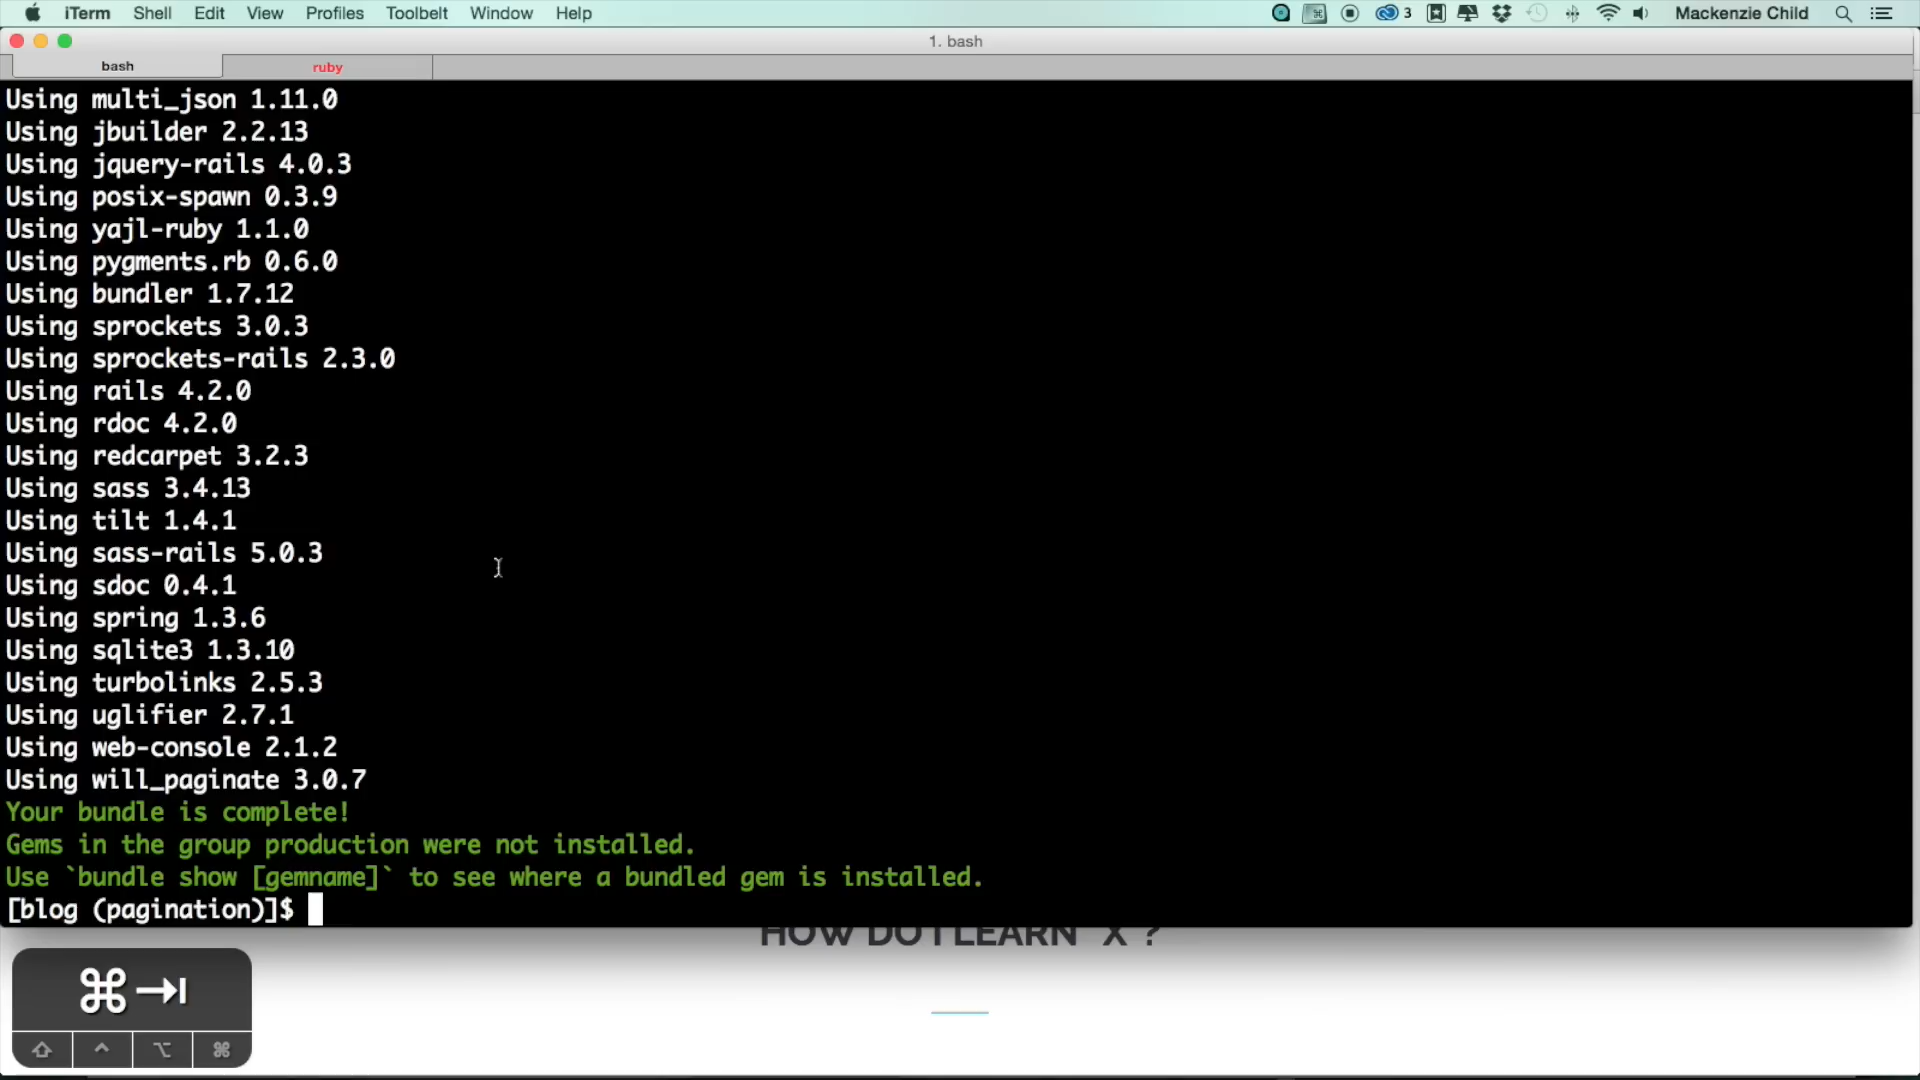 iTerm Shell Edit View Profiles Toolbelt Window Help 3 Mackenzie Child
1. bash
bash ruby
Using multi_json 1.11.0
Using jbuilder 2.2.13
Using jquery-rails 4.0.3
Using posix-spawn 0.3.9
Using yajl-ruby 1.1.0
Using pygments.rb 0.6.0
Using bundler 1.7.12
Using sprockets 3.0.3
Using sprockets-rails 2.3.0
Using rails 4.2.0
Using rdoc 4.2.0
Using redcarpet 3.2.3
Using sass 3.4.13
Using tilt 1.4.1
Using sass-rails 5.0.3
Using sdoc 0.4.1
Using spring 1.3.6
Using sqlite3 1.3.10
Using turbolinks 2.5.3
Using uglifier 2.7.1
Using web-console 2.1.2
Using will_paginate 3.0.7
Your bundle is complete!
Gems in the group production were not installed.
Use `bundle show [gemname]` to see where a bundled gem is installed.
[blog (pagination)]$
HOW DO I LEARN "X"?